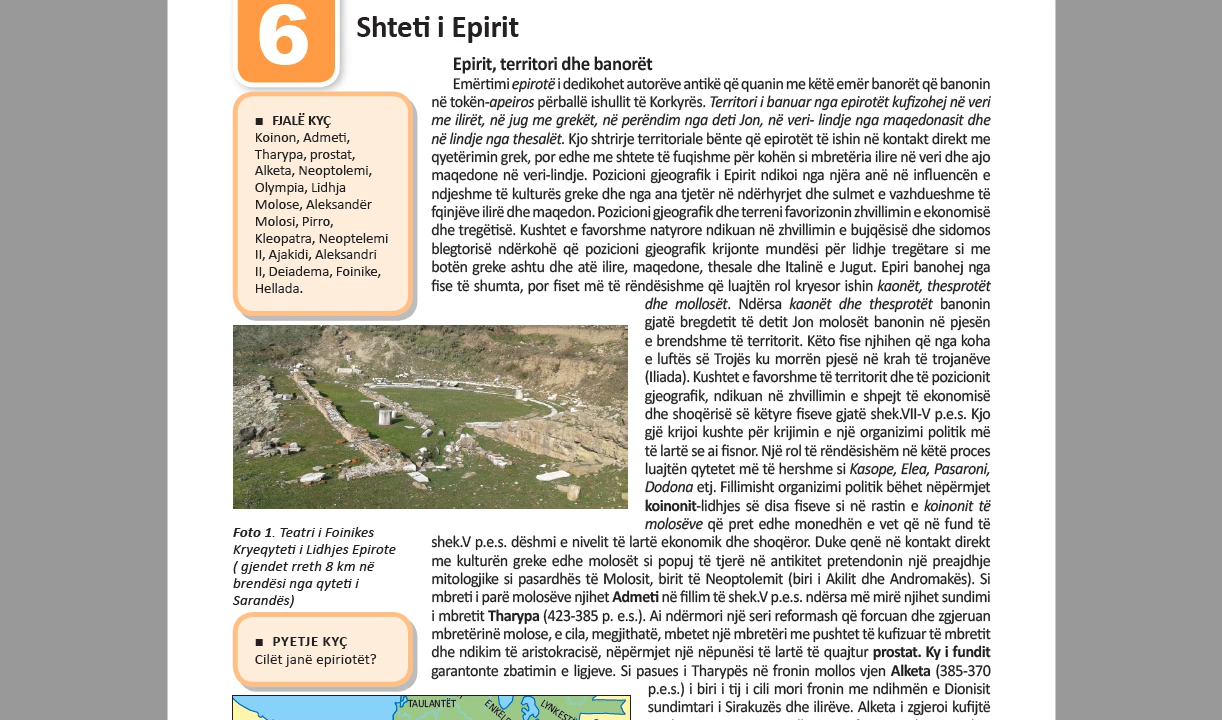 6
Shteti i Epirit
Epirit, territori dhe banorët
Emërtimi epirotë i dedikohet autorëve antikë që quanin me këtë emër banorët që banonin
në tokën-apeiros përballë ishullit të Korkyrës. Territori i banuar nga epirotët kufizohej në veri
me ilirët, në jug me grekët, në perëndim nga deti Jon, në veri- lindje nga maqedonasit dhe
në lindje nga thesalët. Kjo shtrirje territoriale bënte që epirotët të ishin në kontakt direkt me
qyetërimin grek, por edhe me shtete të fuqishme për kohën si mbretëria ilire në veri dhe ajo
maqedone në veri-lindje. Pozicioni gjeografik i Epirit ndikoi nga njëra anë në influencën e
ndjeshme të kulturës greke dhe nga ana tjetër në ndërhyrjet dhe sulmet e vazhdueshme të
fqinjëve ilirë dhe maqedon. Pozicioni gjeografik dhe terreni favorizonin zhvillimin e ekonomisë
dhe tregëtisë. Kushtet e favorshme natyrore ndikuan në zhvillimin e bujqësisë dhe sidomos
blegtorisë ndërkohë që pozicioni gjeografik krijonte mundësi për lidhje tregëtare si me
botën greke ashtu dhe atë ilire, maqedone, thesale dhe Italinë e Jugut. Epiri banohej nga
fise të shumta, por fiset më të rëndësishme që luajtën rol kryesor ishin kaonët, thesprotët
dhe mollosët. Ndërsa kaonët dhe thesprotët banonin
gjatë bregdetit të detit Jon molosët banonin në pjesën
e brendshme të territorit. Këto fise njhihen që nga koha
e luftës së Trojës ku morrën pjesë në krah të trojanëve
(Iliada). Kushtet e favorshme të territorit dhe të pozicionit
gjeografik, ndikuan në zhvillimin e shpejt të ekonomisë
dhe shoqërisë së këtyre fiseve gjatë shek.VII-V p.e.s. Kjo
gjë krijoi kushte për krijimin e një organizimi politik më
të lartë se ai fisnor. Një rol të rëndësishëm në këtë proces
luajtën qytetet më të hershme si Kasope, Elea, Pasaroni,
Dodona etj. Fillimisht organizimi politik bëhet nëpërmjet
koinonit-lidhjes së disa fiseve si në rastin e koinonit të
molosëve që pret edhe monedhën e vet që në fund të
shek.V p.e.s. dëshmi e nivelit të lartë ekonomik dhe shoqëror. Duke qenë në kontakt direkt
me kulturën greke edhe molosët si popuj të tjerë në antikitet pretendonin një preajdhje
mitologjike si pasardhës të Molosit, birit të Neoptolemit (biri i Akilit dhe Andromakës). Si
mbreti i parë molosëve njihet Admeti në fillim të shek.V p.e.s. ndërsa më mirë njihet sundimi
i mbretit Tharypa (423-385 p. e.s.). Ai ndërmori një seri reformash që forcuan dhe zgjeruan
mbretërinë molose, e cila, megjithatë, mbetet një mbretëri me pushtet të kufizuar të mbretit
dhe ndikim të aristokracisë, nëpërmjet një nëpunësi të lartë të quajtur prostat. Ky i fundit
garantonte zbatimin e ligjeve. Si pasues i Tharypës në fronin mollos vjen Alketa (385-370
p.e.s.) i biri i tij i cili mori fronin me ndihmën e Dionisit
sundimtari i Sirakuzës dhe ilirëve. Alketa i zgjeroi kufijtë
■ FJALË KYÇ
Koinon, Admeti,
Tharypa, prostat,
Alketa, Neoptolemi,
Olympia, Lidhja
Molose, Aleksandër
Molosi, Pirro,
Kleopatra, Neoptelemi
II, Ajakidi, Aleksandri
II, Deiadema, Foinike,
Hellada.
Foto 1. Teatri i Foinikes
Kryeqyteti i Lidhjes Epirote
( gjendet rreth 8 km në
brendësi nga qyteti i
Sarandës)
■ PYETJE KYÇ
Cilët janë epiriotët?
TAULANTËT